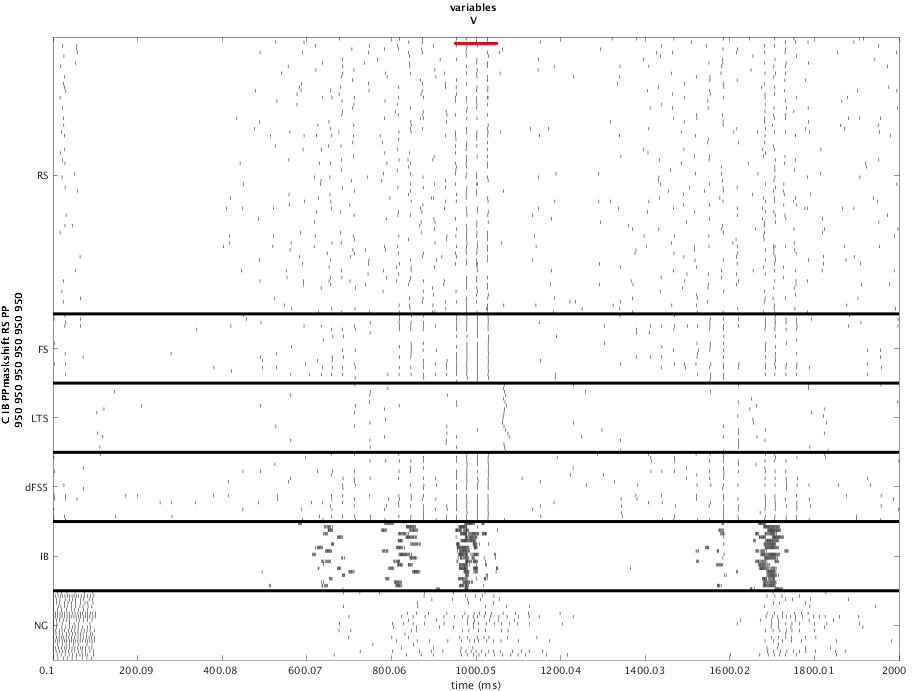 variables
V
C IB PPmaskshift RS PP
950 950 950 950 950 950 950
RS
FS
LTS
dFS5
IB
NG
0.1 200.09 400.08 600.07 800.06 1000.05 1200.04 1400.03 1600.02 1800.01 2000
time (ms)